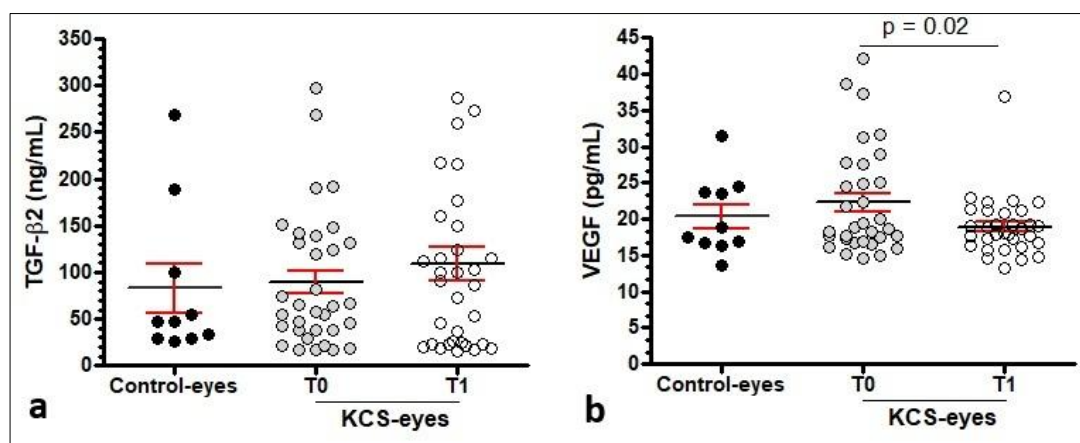 TGF-β2 (ng/mL)
350
300
250
200
150
100
50
0
Control-eyes T0 T1
KCS-eyes
a
p = 0.02
VEGF (pg/mL)
45
40
35
30
25
20
15
10
5
0
Control-eyes T0 T1
KCS-eyes
b